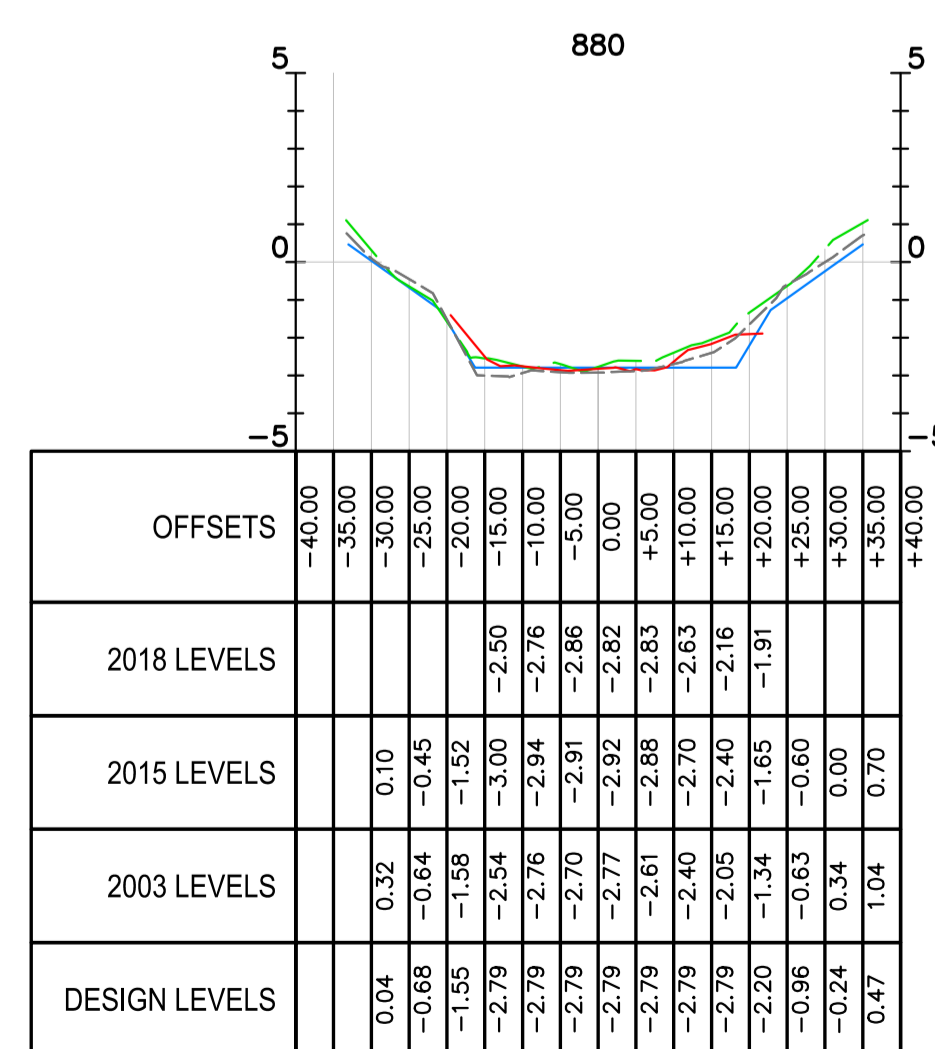 880
5 5
0 0
−5 −5
OFFSETS −40.00 −35.00 −30.00 −25.00 −20.00 −15.00 −10.00 −5.00 0.00 +5.00 +10.00 +15.00 +20.00 +25.00 +30.00 +35.00 +40.00
2018 LEVELS −2.50 −2.76 −2.86 −2.82 −2.83 −2.63 −2.16 −1.91
2015 LEVELS 0.10 −0.45 −1.52 −3.00 −2.94 −2.91 −2.92 −2.88 −2.70 −2.40 −1.65 −0.60 0.00 0.70
2003 LEVELS 0.32 −0.64 −1.58 −2.54 −2.76 −2.70 −2.77 −2.61 −2.40 −2.05 −1.34 −0.63 0.34 1.04
DESIGN LEVELS 0.04 −0.68 −1.55 −2.79 −2.79 −2.79 −2.79 −2.79 −2.79 −2.79 −2.20 −0.96 −0.24 0.47